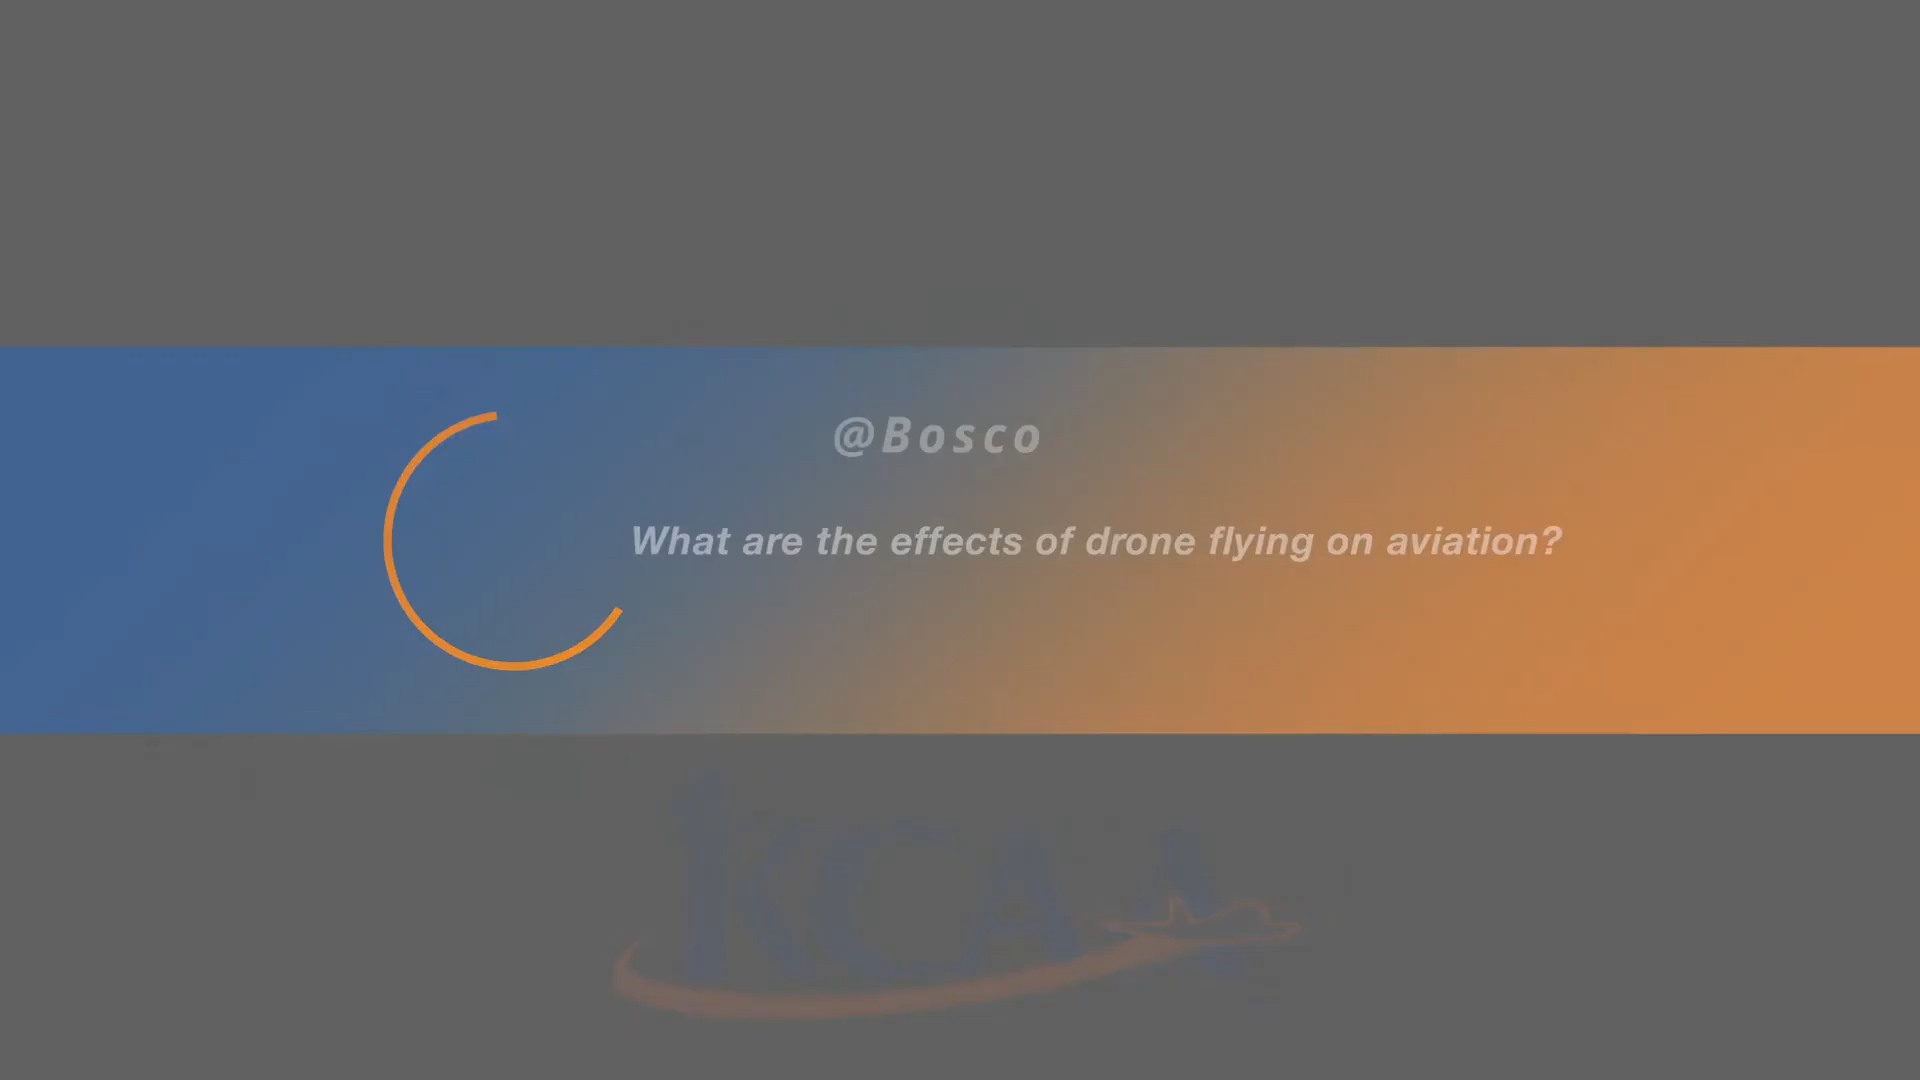 @Bosco
What are the effects of drone flying on aviation?
KCAA